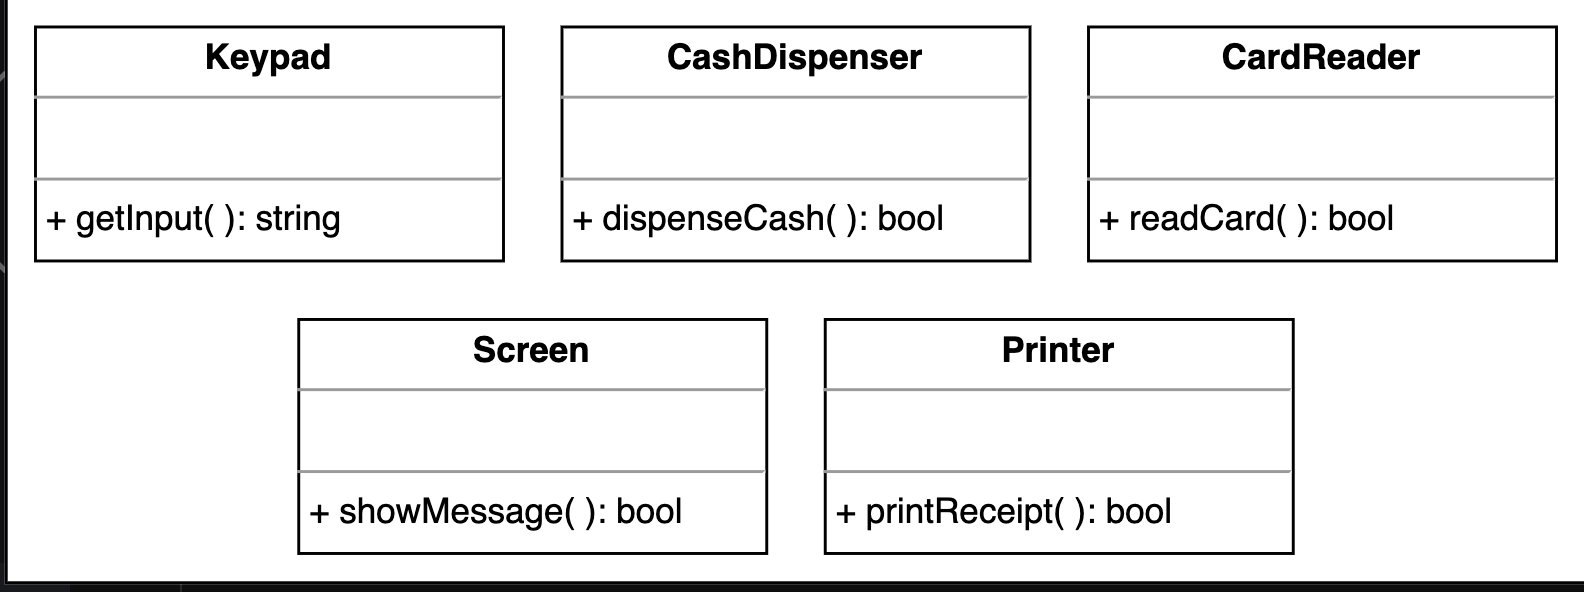 Keypad
+ getInput( ): string
CashDispenser
+ dispenseCash( ): bool
CardReader
+ readCard( ): bool
Screen
+ showMessage( ): bool
Printer
+ printReceipt( ): bool